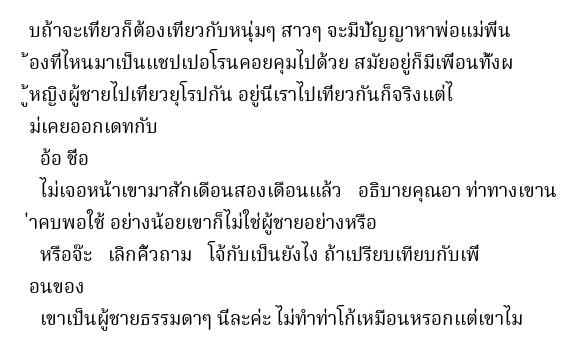 บถ้าจะเทียวก็ต้องเทียวกับหนุ่มๆ สาวๆ จะมีปัญญาหาพ่อแม่พีน
้องทีไหนมาเป็นแชปเปอโรนคอยคุมไปด้วย สมัยอยู่ก็มีเพือนทั้งผ
ู้หญิงผู้ชายไปเทียวยุโรปกัน อยู่นีเราไปเทียวกันก็จริงแต่ไ
ม่เคยออกเดทกับ
อ้อ ชือ
ไม่เจอหน้าเขามาสักเดือนสองเดือนแล้ว อธิบายคุณอา ท่าทางเขาน
่าคบพอใช้ อย่างน้อยเขาก็ไม่ใช่ผู้ชายอย่างหรือ
หรือจ๊ะ เลิกคิ้วถาม โจ้กับเป็นยังไง ถ้าเปรียบเทียบกับเพื
อนของ
เขาเป็นผู้ชายธรรมดาๆ นีละค่ะ ไม่ทำท่าโก้เหมือนหรอกแต่เขาไม